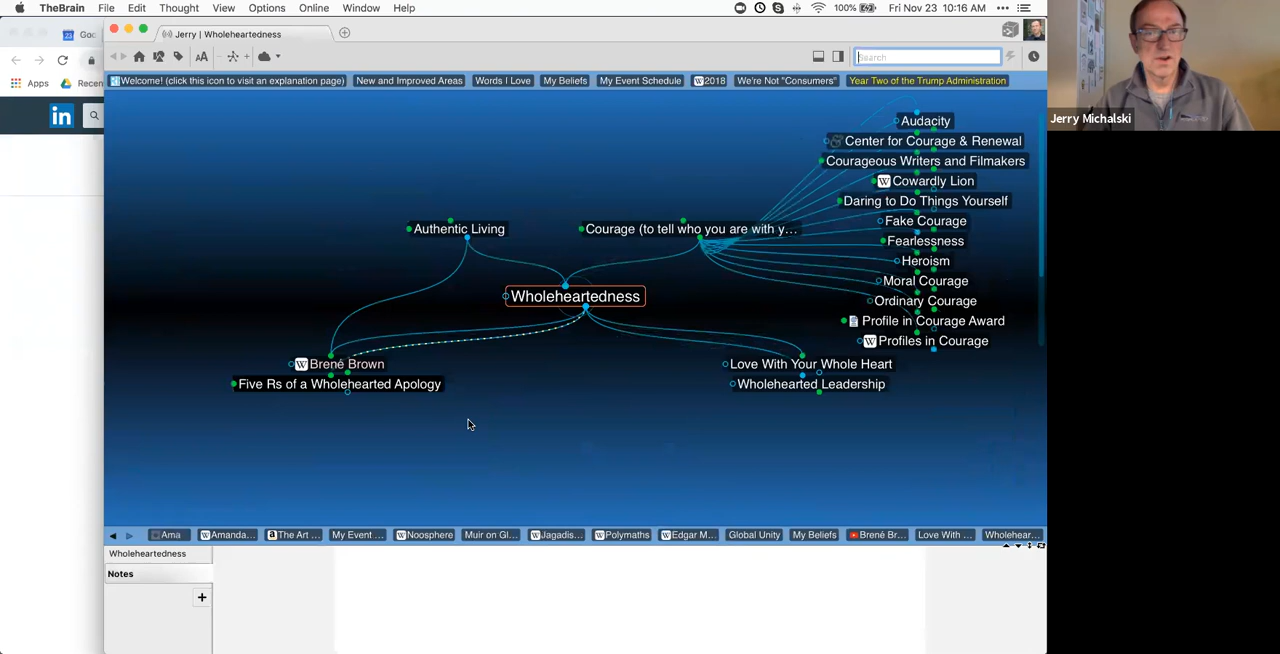 TheBrain File Edit Thought View Options Online Window Help 100% Fri Nov 23 10:16 AM
Goo
Jerry | Wholeheartedness
AA Search
Apps Recen
Welcome! (click this icon to visit an explanation page) New and Improved Areas Words I Love My Beliefs My Event Schedule W 2018 We're Not "Consumers" Year Two of the Trump Administration
in
Jerry Michalski
Audacity
Center for Courage & Renewal
Courageous Writers and Filmakers
W Cowardly Lion
Daring to Do Things Yourself
Authentic Living
Courage (to tell who you are with y...
Fake Courage
Fearlessness
Heroism
Moral Courage
Ordinary Courage
Profile in Courage Award
W Profiles in Courage
Wholeheartedness
W Brené Brown
Five Rs of a Wholehearted Apology
Love With Your Whole Heart
Wholehearted Leadership
Ama W Amanda... a The Art ... My Event ... W Noosphere Muir on Gl... W Jagadis... W Polymaths W Edgar M... Global Unity My Beliefs Brené Br... Love With ... Wholehear...
Wholeheartedness
Notes
+